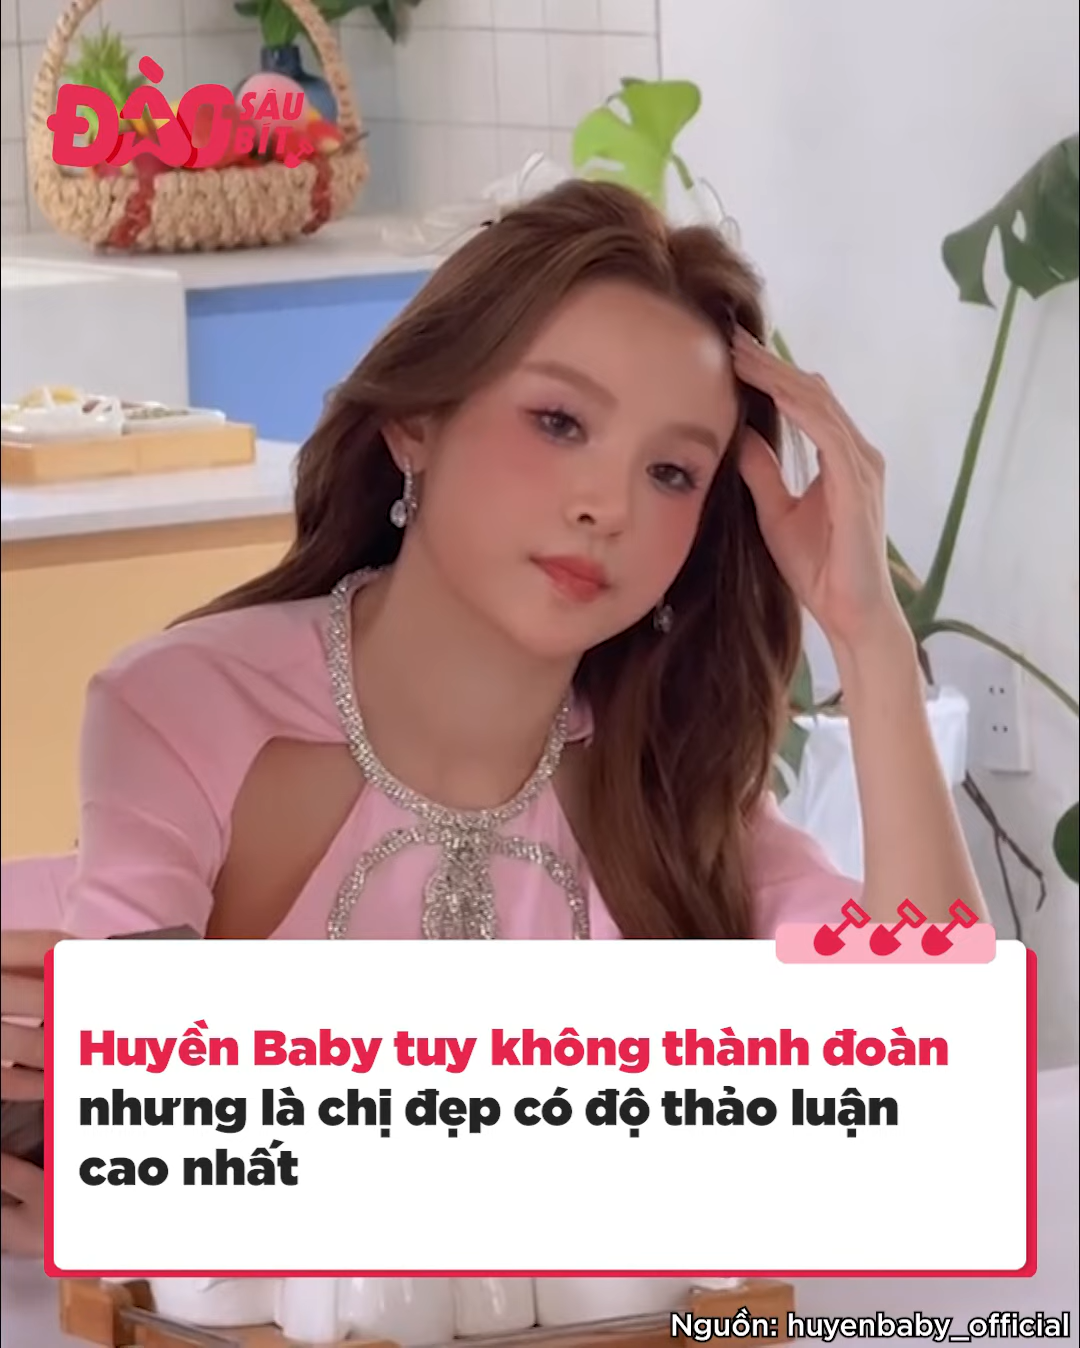 ĐÀO SÂU
BÍT
Huyền Baby tuy không thành đoàn
nhưng là chị đẹp có độ thảo luận
cao nhất
Nguồn: huyenbaby_official